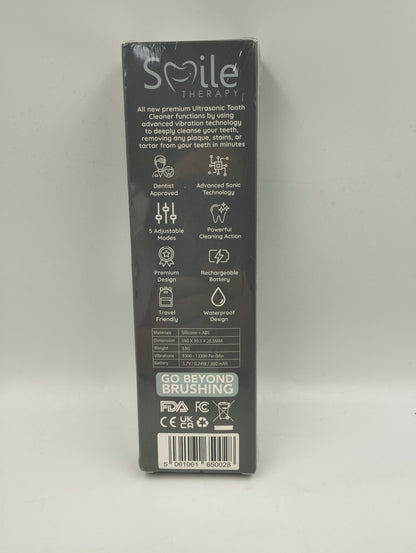 Smile
THERAPY
All new premium Ultrasonic Tooth
Cleaner functions by using
advanced vibration technology
to deeply cleanse your teeth,
removing any plaque, stains, or
tartar from your teeth in minutes
Dentist
Approved
Advanced Sonic
Technology
5 Adjustable
Modes
Powerful
Cleaning Action
Premium
Design
Rechargeable
Battery
Travel
Friendly
Waterproof
Design
Materials Silicone + ABS
Dimension
Weight 53G
Vibrations
Battery
GO BEYOND
BRUSHING
FDA FC
CE UK
CA
5 061061 650028